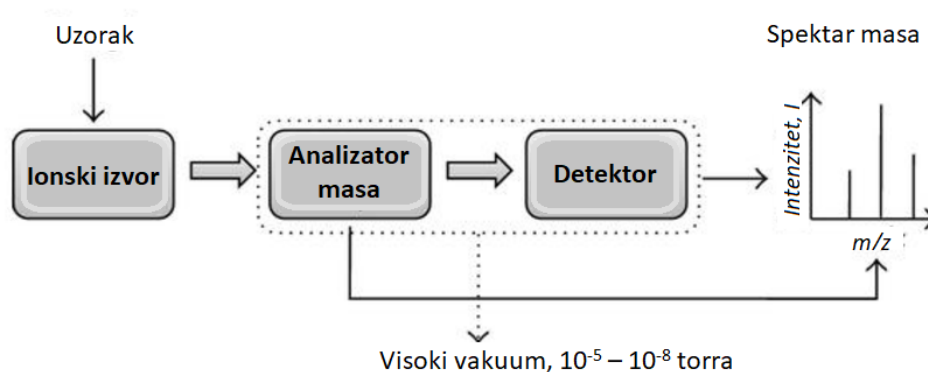 Uzorak
Spektar masa
Ionski izvor
Analizator
masa
Detektor
Intenzitet, I
m/z
Visoki vakuum, 10⁻⁵ – 10⁻⁸ torra